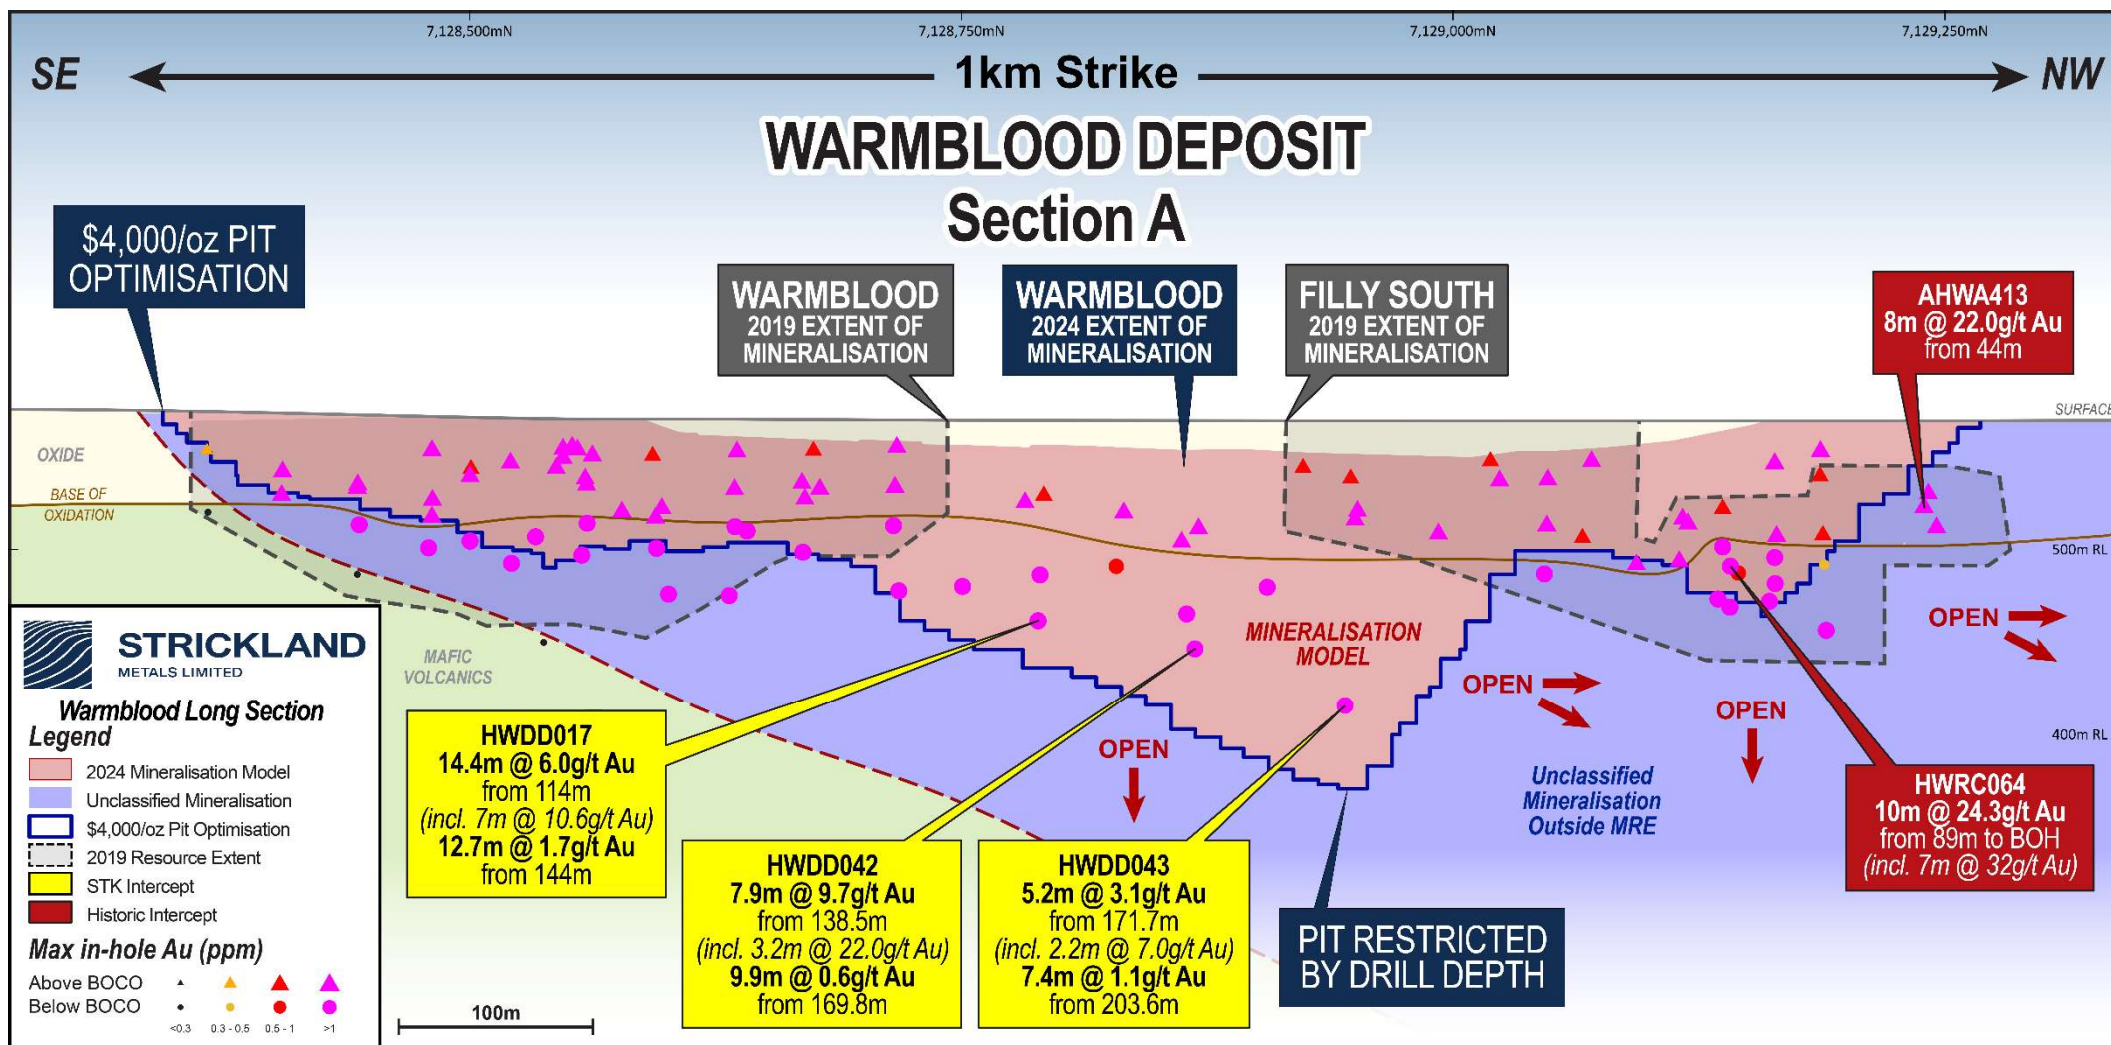 7,128,500mN
7,128,750mN
7,129,000mN
7,129,250mN
SE
1km Strike
NW
WARMBLOOD DEPOSIT
Section A
$4,000/oz PIT
OPTIMISATION
WARMBLOOD
2019 EXTENT OF
MINERALISATION
WARMBLOOD
2024 EXTENT OF
MINERALISATION
FILLY SOUTH
2019 EXTENT OF
MINERALISATION
AHWA413
8m @ 22.0g/t Au
from 44m
SURFACE
OXIDE
BASE OF
OXIDATION
500m RL
400m RL
MAFIC
VOLCANICS
MINERALISATION
MODEL
OPEN
OPEN
OPEN
OPEN
Unclassified
Mineralisation
Outside MRE
HWDD017
14.4m @ 6.0g/t Au
from 114m
(incl. 7m @ 10.6g/t Au)
12.7m @ 1.7g/t Au
from 144m
HWDD042
7.9m @ 9.7g/t Au
from 138.5m
(incl. 3.2m @ 22.0g/t Au)
9.9m @ 0.6g/t Au
from 169.8m
HWDD043
5.2m @ 3.1g/t Au
from 171.7m
(incl. 2.2m @ 7.0g/t Au)
7.4m @ 1.1g/t Au
from 203.6m
PIT RESTRICTED
BY DRILL DEPTH
HWRC064
10m @ 24.3g/t Au
from 89m to BOH
(incl. 7m @ 32g/t Au)
STRICKLAND
METALS LIMITED
Warmblood Long Section
Legend
2024 Mineralisation Model
Unclassified Mineralisation
$4,000/oz Pit Optimisation
2019 Resource Extent
STK Intercept
Historic Intercept
Max in-hole Au (ppm)
Above BOCO
Below BOCO
<0.3 0.3 - 0.5 0.5 - 1 >1
100m